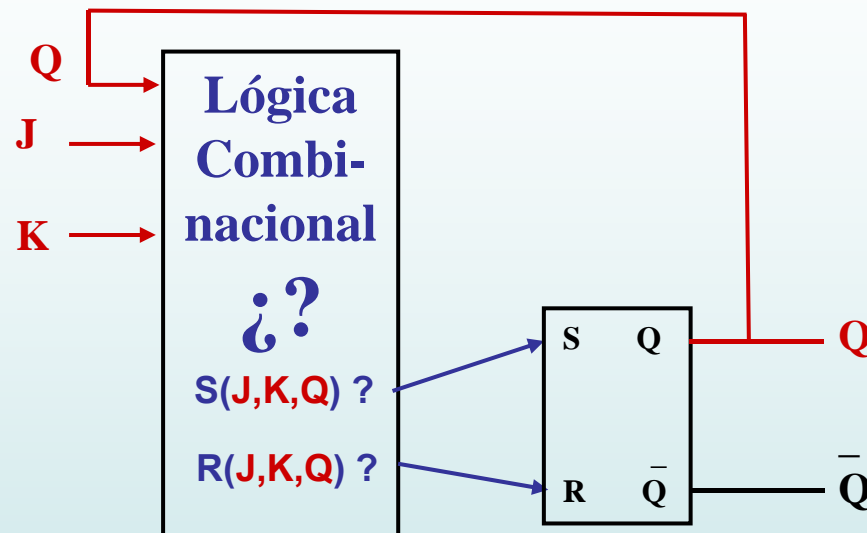 Q
J
K
Lógica
Combi-
nacional
¿?
S(J,K,Q) ?
R(J,K,Q) ?
S Q
R Q̅
Q
Q̅